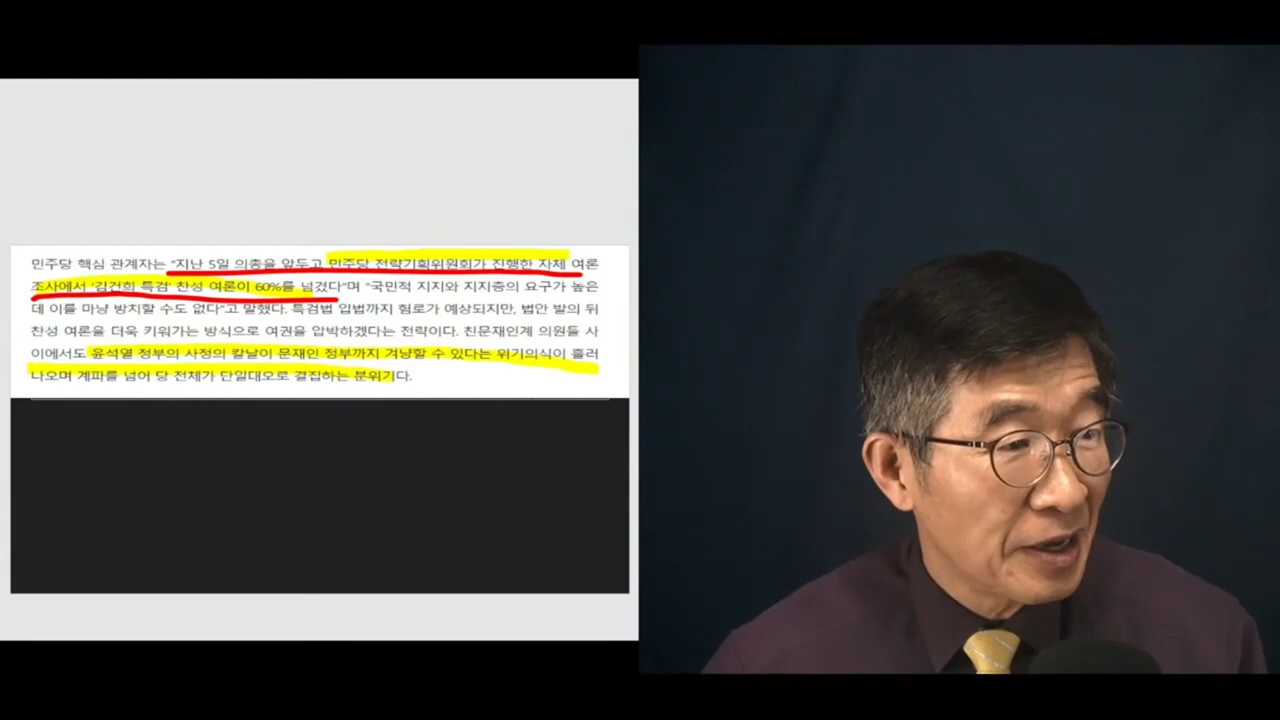 민주당 핵심 관계자는 "지난 5일 의총을 앞두고 민주당 전략기획위원회가 진행한 자체 여론
조사에서 '김건희 특검' 찬성 여론이 60%를 넘겼다"며 "국민적 지지와 지지층의 요구가 높은
데 이를 마냥 방치할 수도 없다"고 말했다. 특검법 입법까지 험로가 예상되지만, 법안 발의 뒤
찬성 여론을 더욱 키워가는 방식으로 여권을 압박하겠다는 전략이다. 친문재인계 의원들 사
이에서도 윤석열 정부의 사정의 칼날이 문재인 정부까지 겨냥할 수 있다는 위기의식이 흘러
나오며 계파를 넘어 당 전체가 단일대오로 결집하는 분위기다.